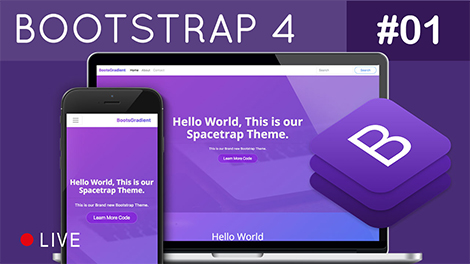 BOOTSTRAP 4
#01
BootsGradient
Home
About
Search
Hello World, This is our
Spacetrap Theme.
This is our Brand new Bootstrap Theme.
Learn More Code
Hello World
BootsGradient
Hello World, This is our
Spacetrap Theme.
This is our Brand new Bootstrap Theme.
Learn More Code
B
LIVE